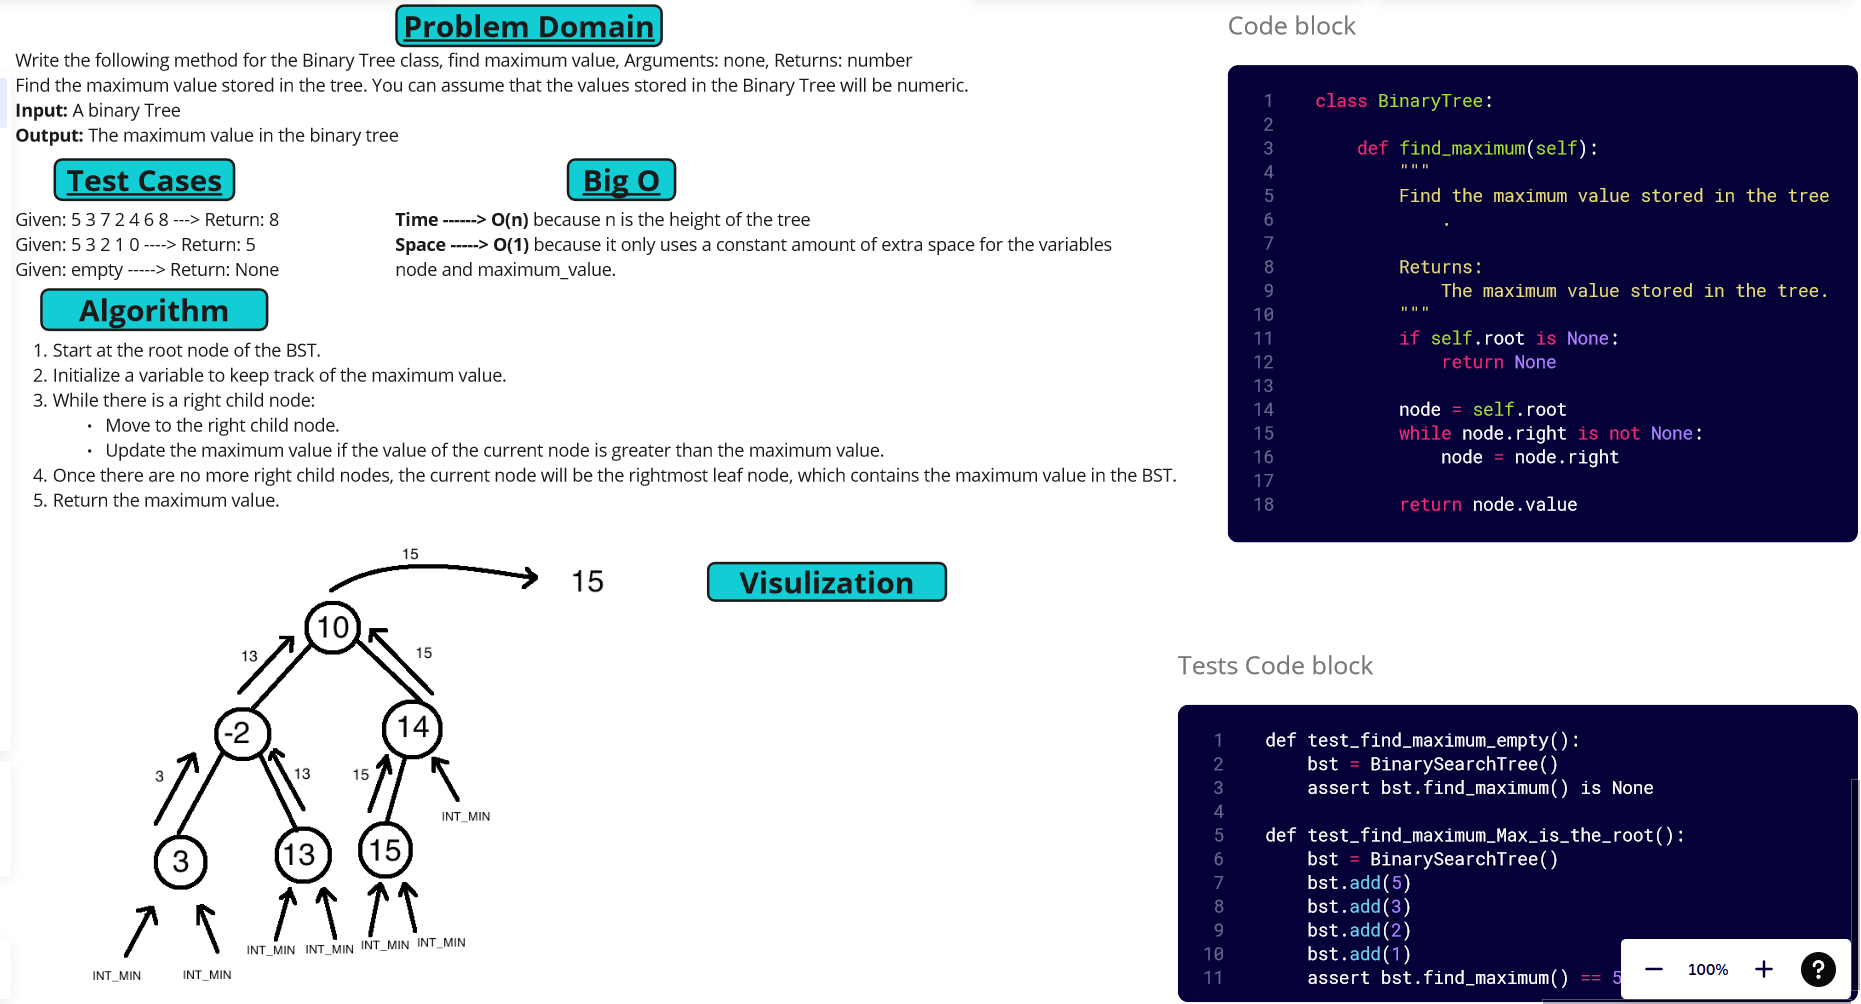 Problem Domain
Write the following method for the Binary Tree class, find maximum value, Arguments: none, Returns: number
Find the maximum value stored in the tree. You can assume that the values stored in the Binary Tree will be numeric.
Input: A binary Tree
Output: The maximum value in the binary tree
Test Cases
Given: 5 3 7 2 4 6 8 ---> Return: 8
Given: 5 3 2 1 0 ----> Return: 5
Given: empty -----> Return: None
Big O
Time ------> O(n) because n is the height of the tree
Space -----> O(1) because it only uses a constant amount of extra space for the variables
node and maximum_value.
Algorithm
1. Start at the root node of the BST.
2. Initialize a variable to keep track of the maximum value.
3. While there is a right child node:
• Move to the right child node.
• Update the maximum value if the value of the current node is greater than the maximum value.
4. Once there are no more right child nodes, the current node will be the rightmost leaf node, which contains the maximum value in the BST.
5. Return the maximum value.
Visulization
15
15
10
13
15
-2
14
3
13
15
INT_MIN
3
13
15
INT_MIN
INT_MIN
INT_MIN
INT_MIN
INT_MIN
INT_MIN
Code block
1 class BinaryTree:
2
3 def find_maximum(self):
4 """
5 Find the maximum value stored in the tree
6 .
7
8 Returns:
9 The maximum value stored in the tree.
10 """
11 if self.root is None:
12 return None
13
14 node = self.root
15 while node.right is not None:
16 node = node.right
17
18 return node.value
Tests Code block
1 def test_find_maximum_empty():
2 bst = BinarySearchTree()
3 assert bst.find_maximum() is None
4
5 def test_find_maximum_Max_is_the_root():
6 bst = BinarySearchTree()
7 bst.add(5)
8 bst.add(3)
9 bst.add(2)
10 bst.add(1)
11 assert bst.find_maximum() == 5
− 100% + ?